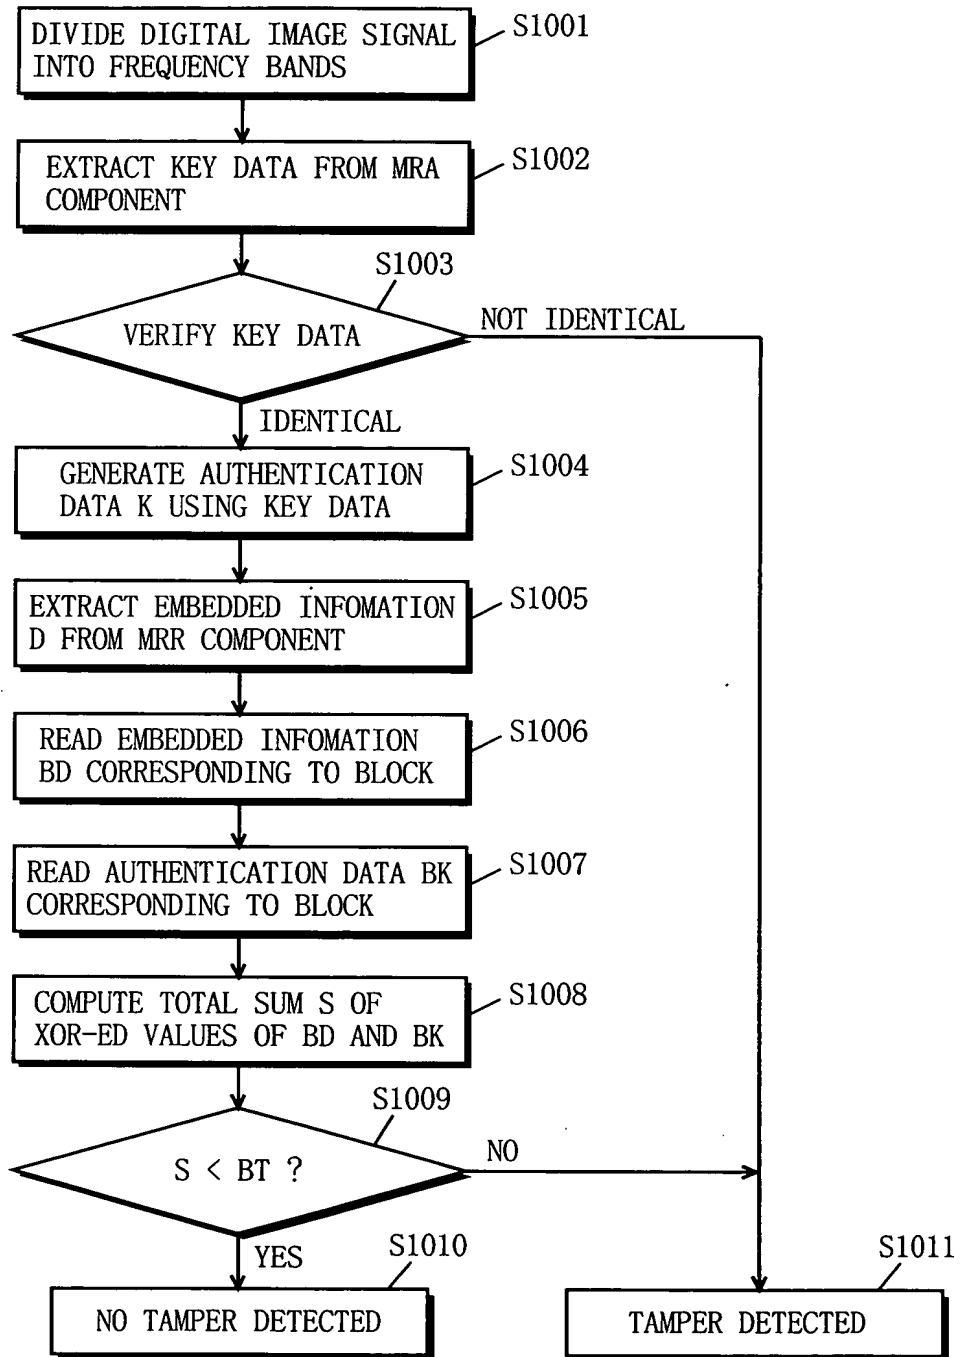 DIVIDE DIGITAL IMAGE SIGNAL
INTO FREQUENCY BANDS
S1001
EXTRACT KEY DATA FROM MRA
COMPONENT
S1002
S1003
VERIFY KEY DATA
NOT IDENTICAL
IDENTICAL
GENERATE AUTHENTICATION
DATA K USING KEY DATA
S1004
EXTRACT EMBEDDED INFOMATION
D FROM MRR COMPONENT
S1005
READ EMBEDDED INFOMATION
BD CORRESPONDING TO BLOCK
S1006
READ AUTHENTICATION DATA BK
CORRESPONDING TO BLOCK
S1007
COMPUTE TOTAL SUM S OF
XOR-ED VALUES OF BD AND BK
S1008
S1009
S < BT ?
NO
YES
S1010
S1011
NO TAMPER DETECTED
TAMPER DETECTED